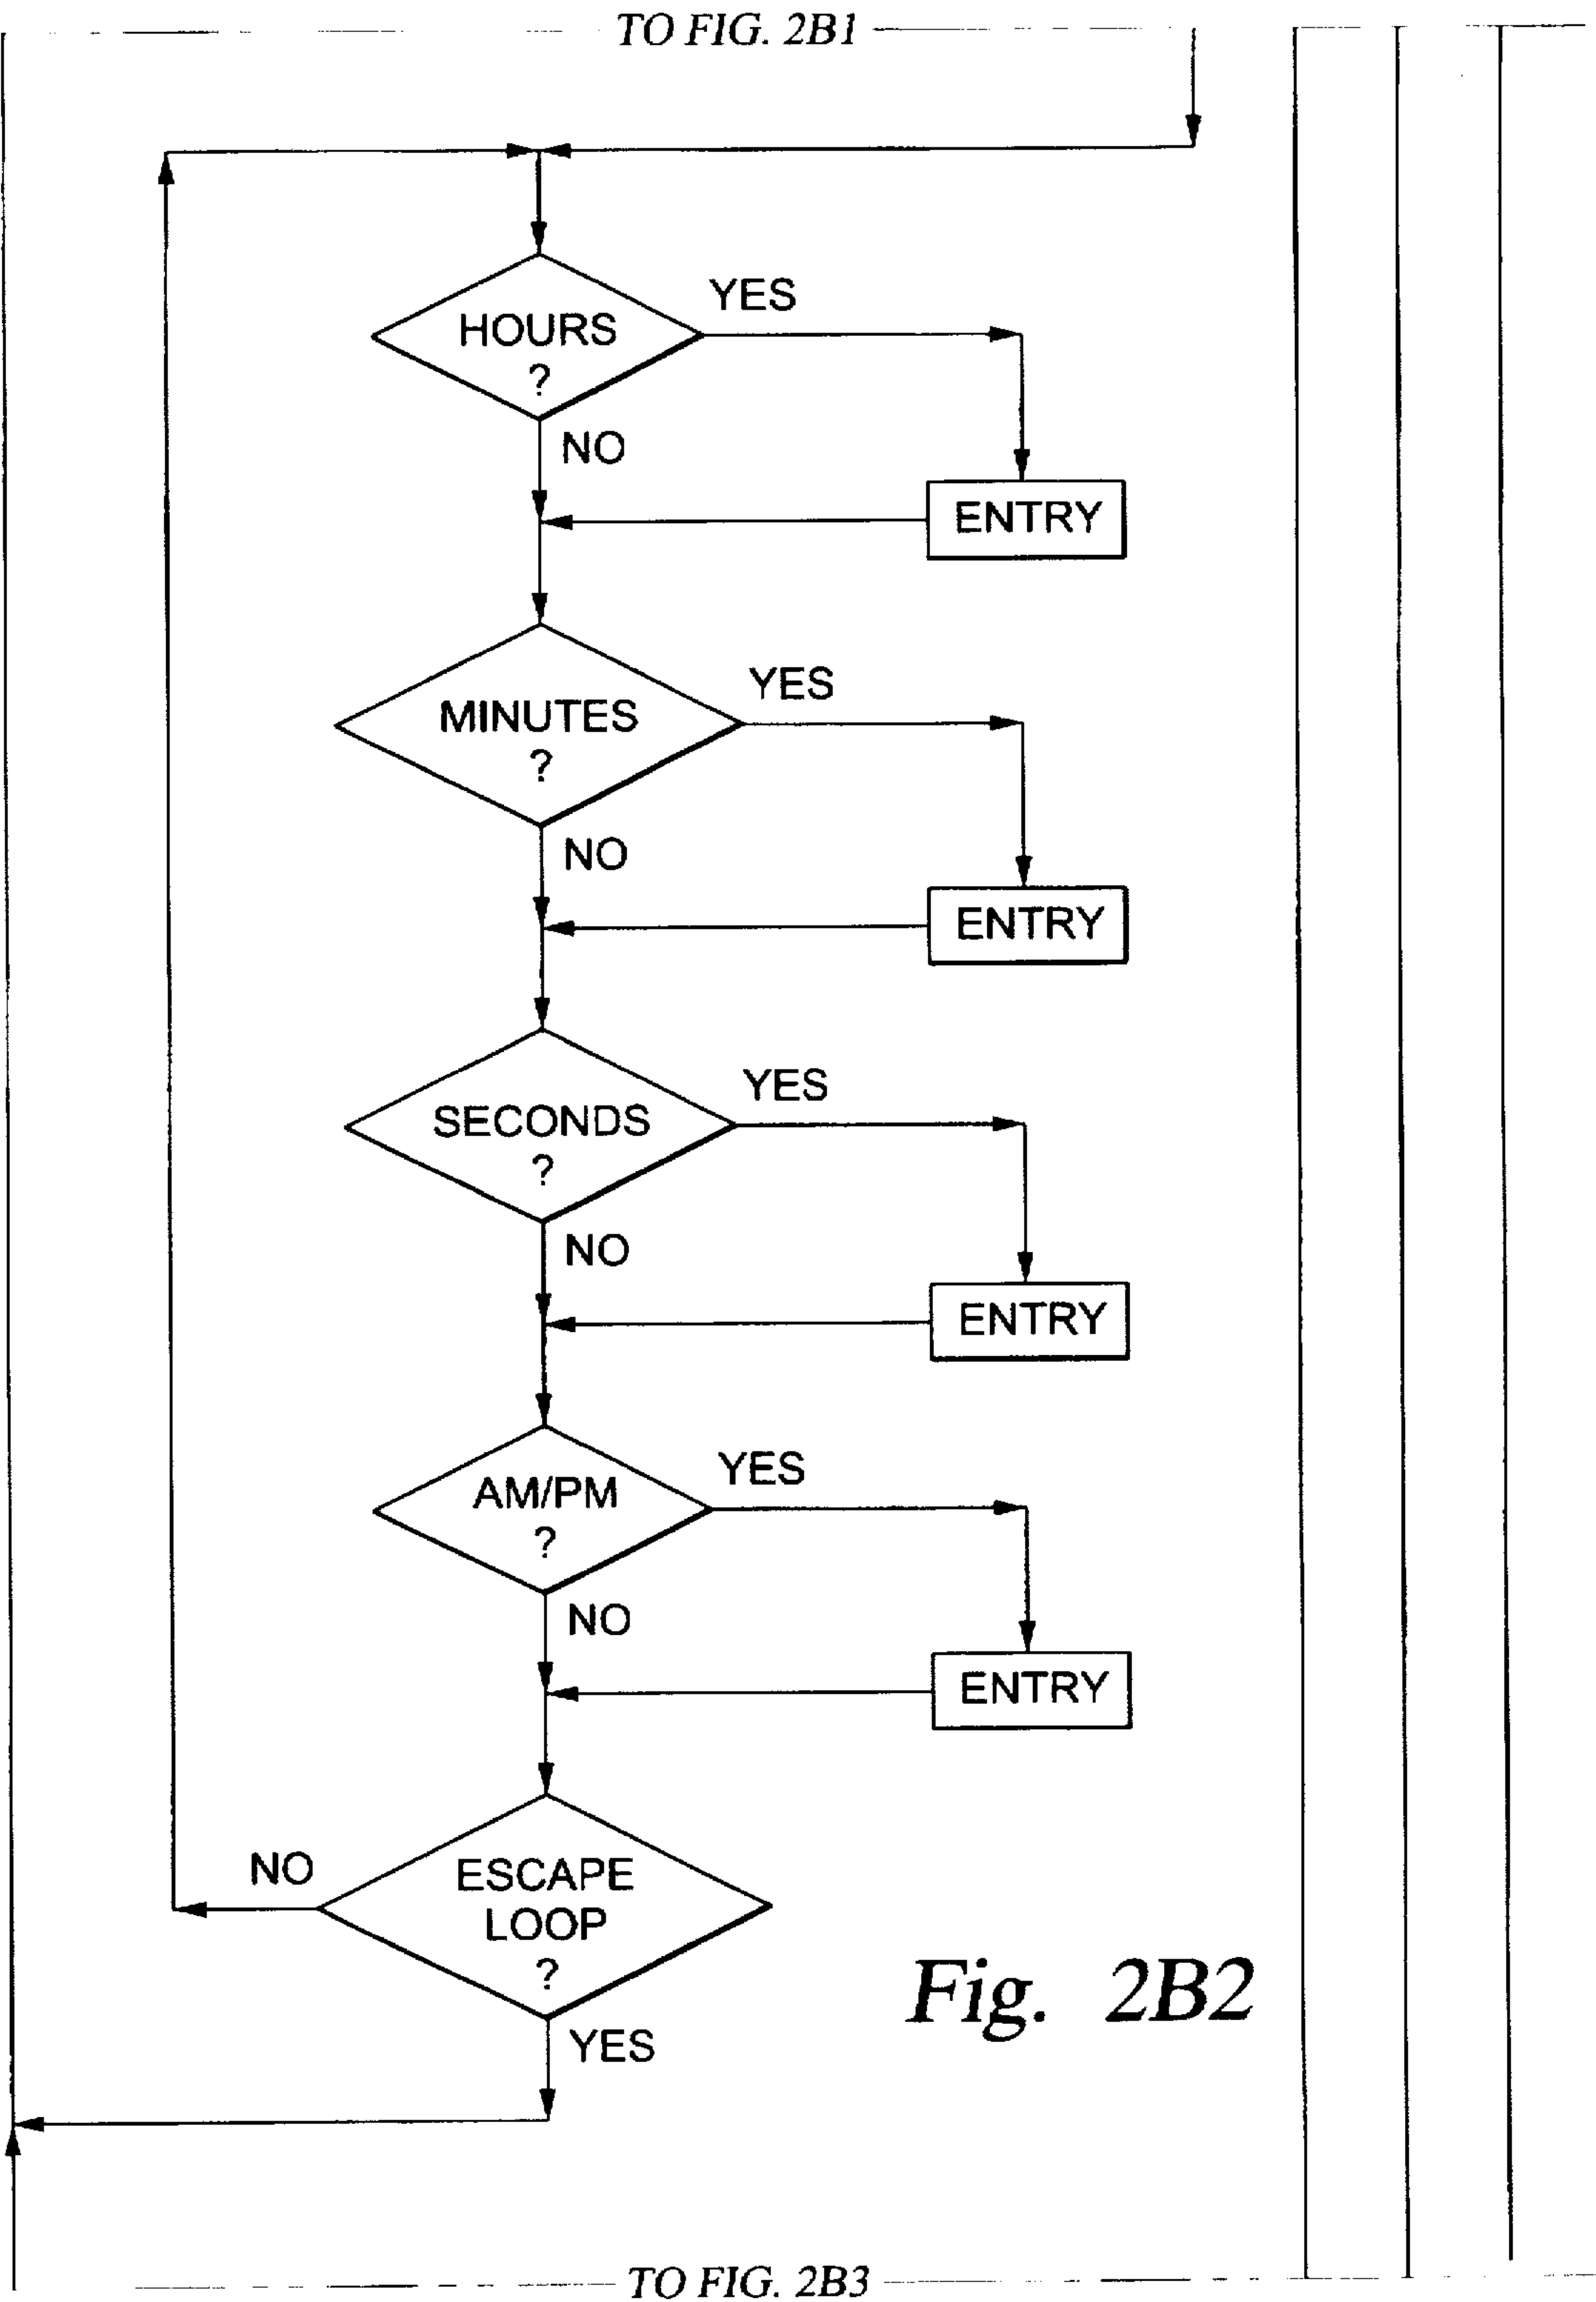 TO FIG. 2B1
YES
HOURS
?
NO
ENTRY
YES
MINUTES
?
NO
ENTRY
YES
SECONDS
?
NO
ENTRY
YES
AM/PM
?
NO
ENTRY
NO
ESCAPE
LOOP
?
YES
Fig. 2B2
TO FIG. 2B3